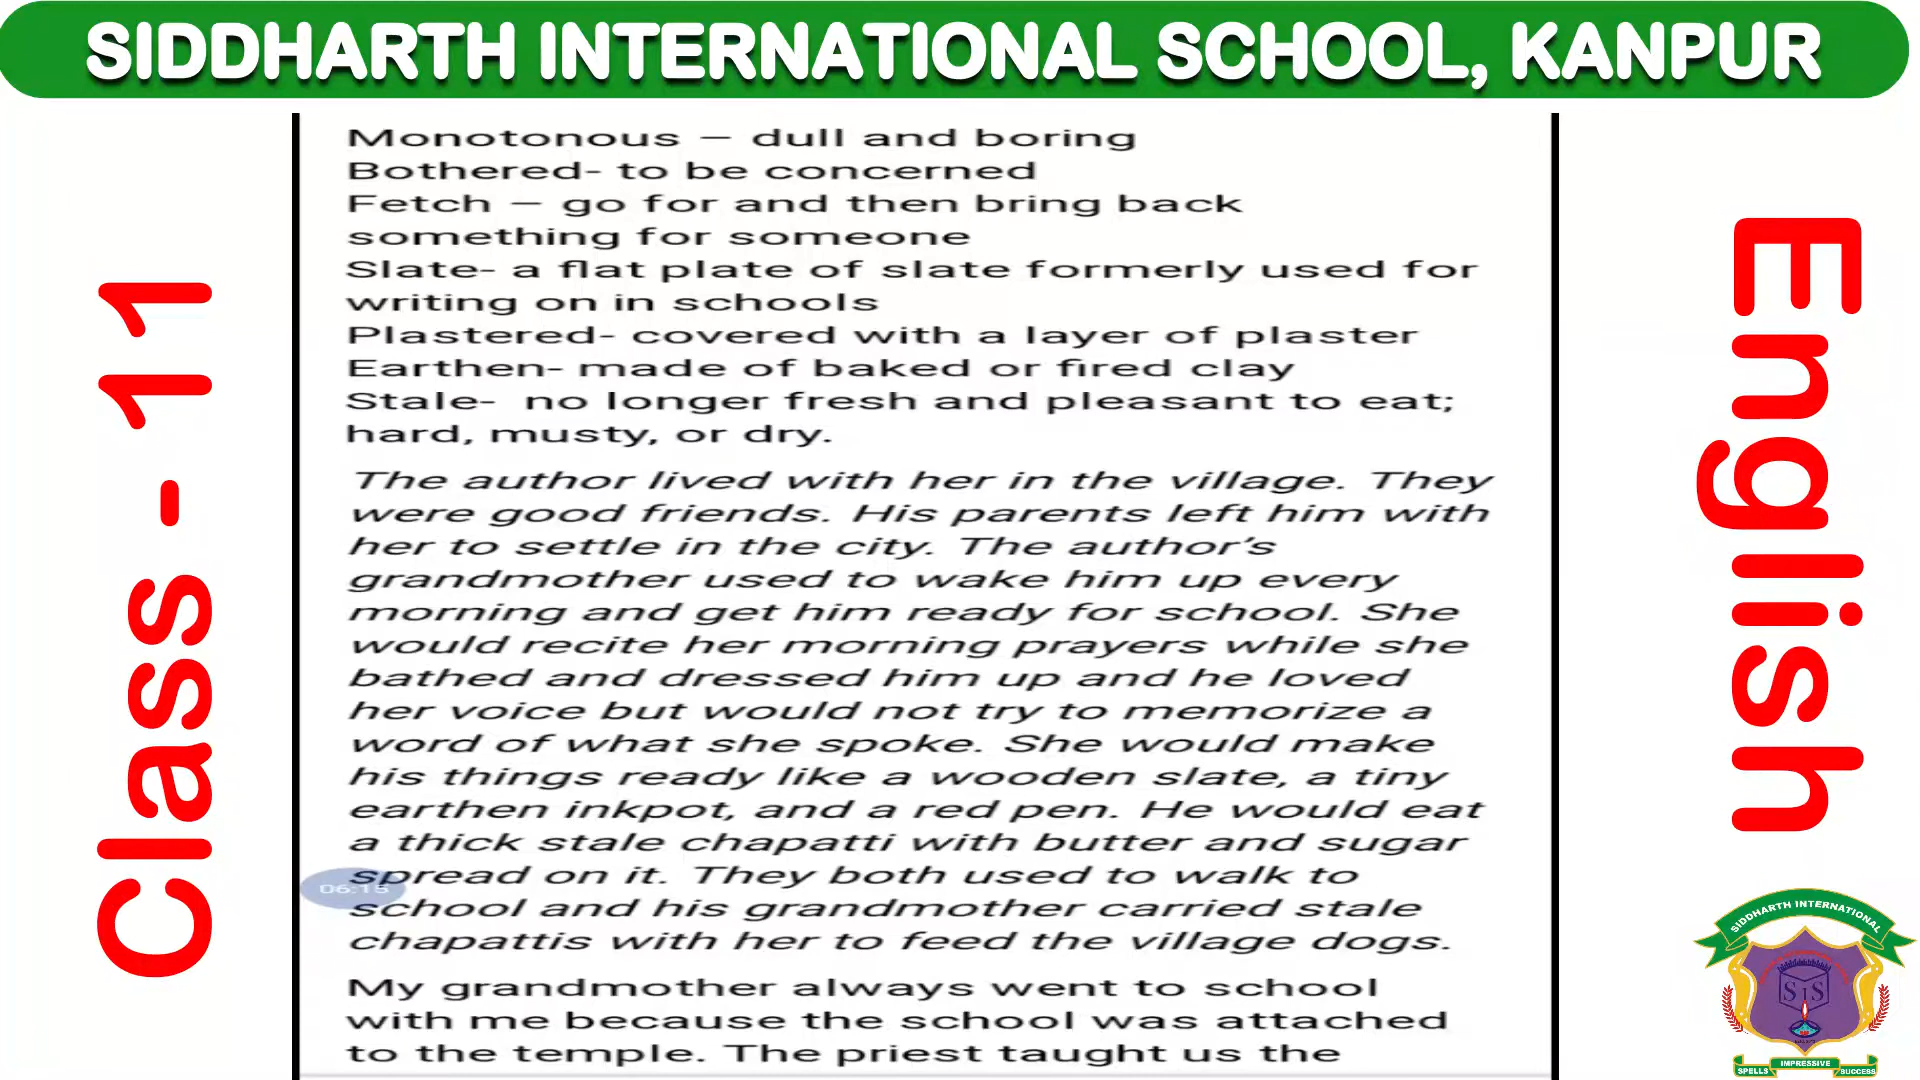 SIDDHARTH INTERNATIONAL SCHOOL, KANPUR
Class - 11
Monotonous – dull and boring
Bothered- to be concerned
Fetch – go for and then bring back
something for someone
Slate- a flat plate of slate formerly used for
writing on in schools
Plastered- covered with a layer of plaster
Earthen- made of baked or fired clay
Stale-  no longer fresh and pleasant to eat;
hard, musty, or dry.
The author lived with her in the village. They
were good friends. His parents left him with
her to settle in the city. The author’s
grandmother used to wake him up every
morning and get him ready for school. She
would recite her morning prayers while she
bathed and dressed him up and he loved
her voice but would not try to memorize a
word of what she spoke. She would make
his things ready like a wooden slate, a tiny
earthen inkpot, and a red pen. He would eat
a thick stale chapatti with butter and sugar
spread on it. They both used to walk to
school and his grandmother carried stale
chapattis with her to feed the village dogs.
My grandmother always went to school
with me because the school was attached
to the temple. The priest taught us the
06:15
English
SIDDHARTH INTERNATIONAL
SIS
SPELLS IMPRESSIVE SUCCESS